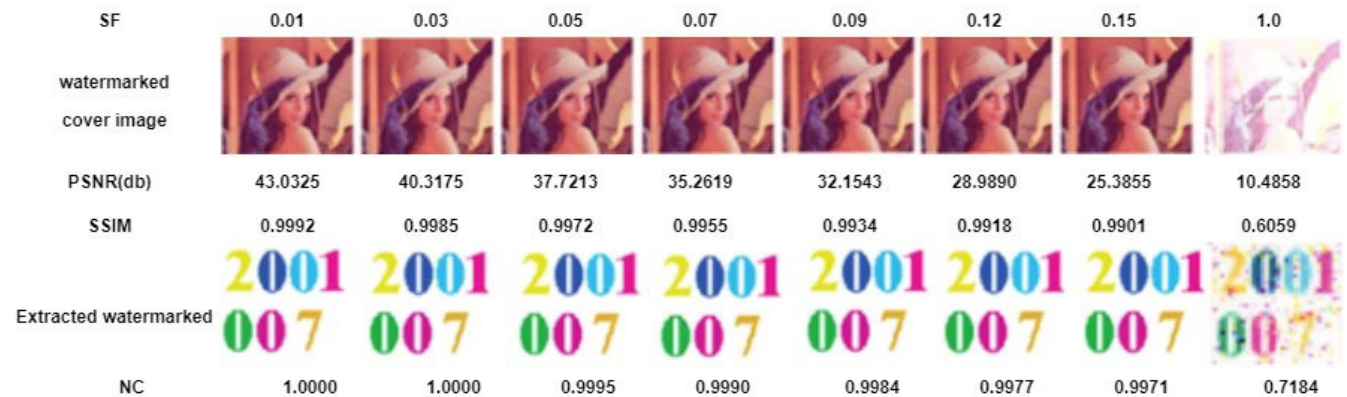 SF 0.01 0.03 0.05 0.07 0.09 0.12 0.15 1.0
watermarked
cover image
PSNR(db) 43.0325 40.3175 37.7213 35.2619 32.1543 28.9890 25.3855 10.4858
SSIM 0.9992 0.9985 0.9972 0.9955 0.9934 0.9918 0.9901 0.6059
2001 2001 2001 2001 2001 2001 2001 2001
Extracted watermarked 007 007 007 007 007 007 007 007
NC 1.0000 1.0000 0.9995 0.9990 0.9984 0.9977 0.9971 0.7184